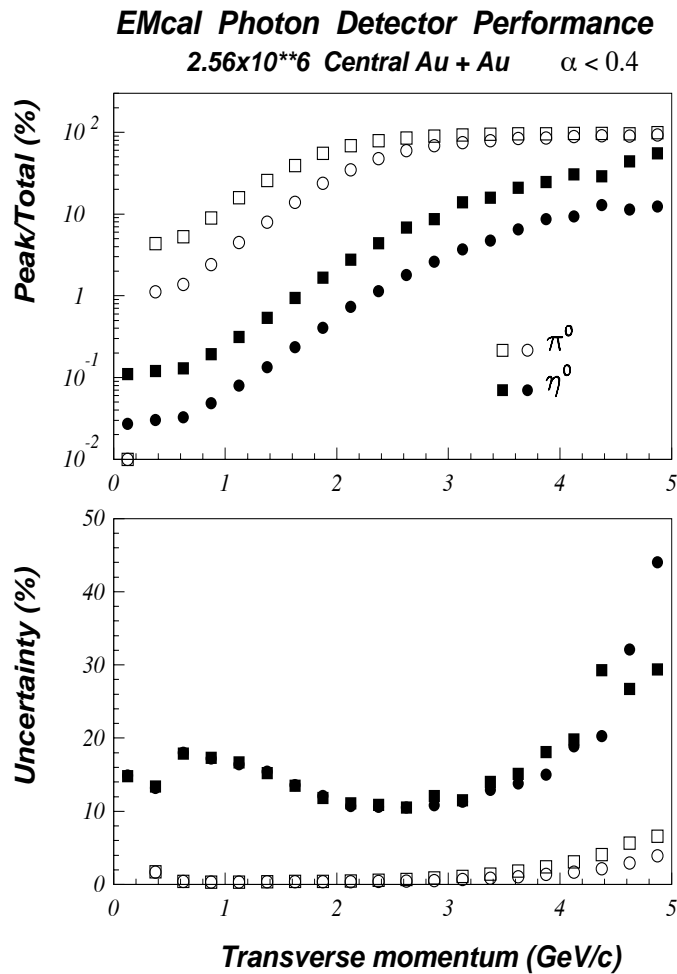 EMcal Photon Detector Performance
2.56x10**6 Central Au + Au α < 0.4
Peak/Total (%)
10²
10
1
10⁻¹
10⁻²
π⁰
η⁰
0 1 2 3 4 5
Uncertainty (%)
50
40
30
20
10
0
0 1 2 3 4 5
Transverse momentum (GeV/c)